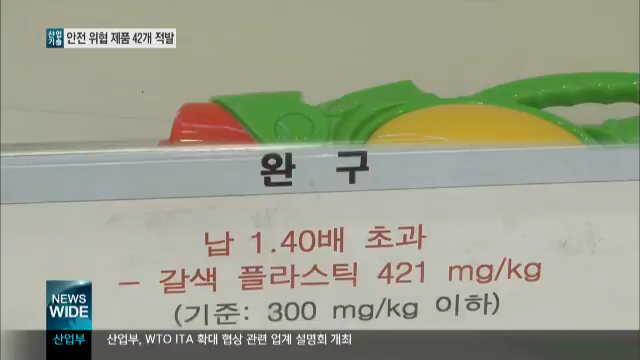 산업
기술
안전 위협 제품 42개 적발
완 구
납 1.40배 초과
- 갈색 플라스틱 421 mg/kg
(기준: 300 mg/kg 이하)
NEWS
WIDE
산업부
산업부, WTO ITA 확대 협상 관련 업계 설명회 개최